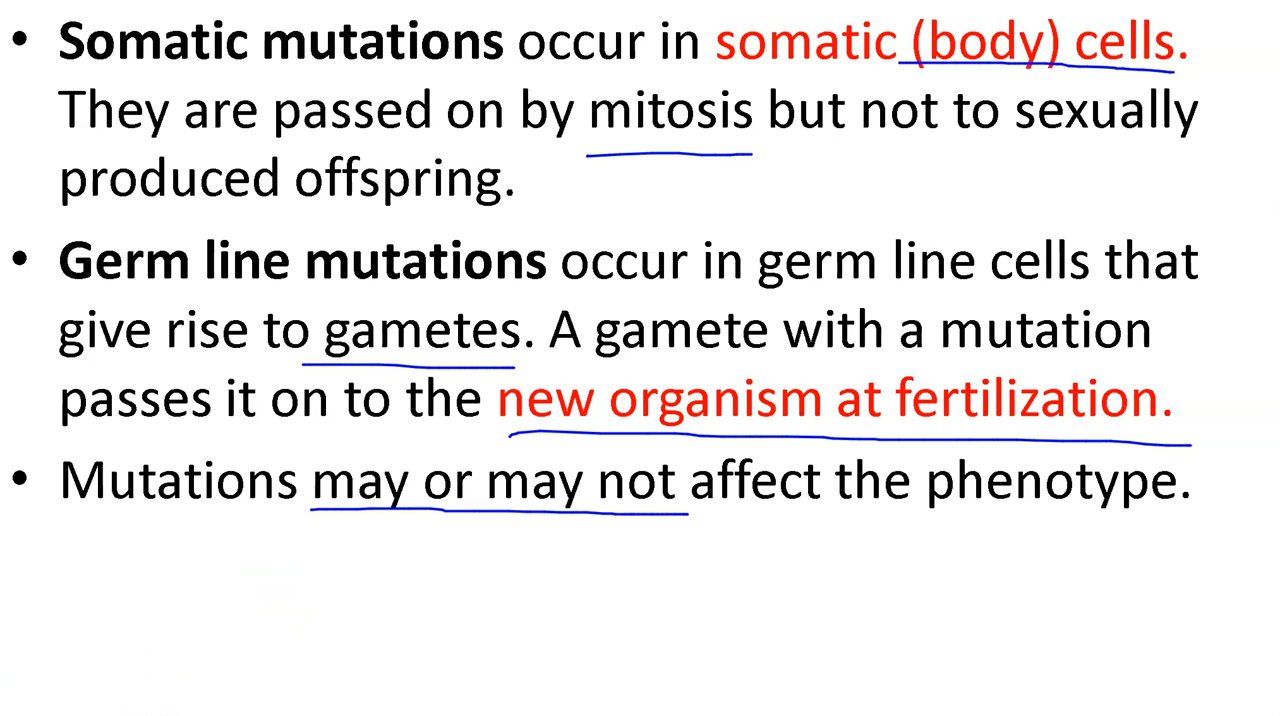 • Somatic mutations occur in somatic (body) cells.
They are passed on by mitosis but not to sexually
produced offspring.
• Germ line mutations occur in germ line cells that
give rise to gametes. A gamete with a mutation
passes it on to the new organism at fertilization.
• Mutations may or may not affect the phenotype.